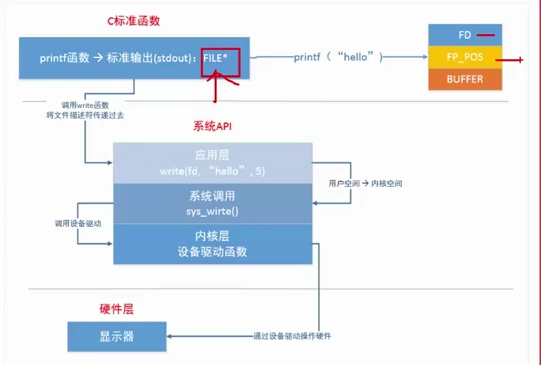 C标准函数
printf函数 → 标准输出(stdout)：FILE*
printf（“hello”）
FD
FP_POS
BUFFER
调用write函数
将文件描述符传递过去
系统API
应用层
write(fd, “hello”, 5)
用户空间 → 内核空间
系统调用
sys_wirte()
调用设备驱动
内核层
设备驱动函数
硬件层
显示器
通过设备驱动操作硬件